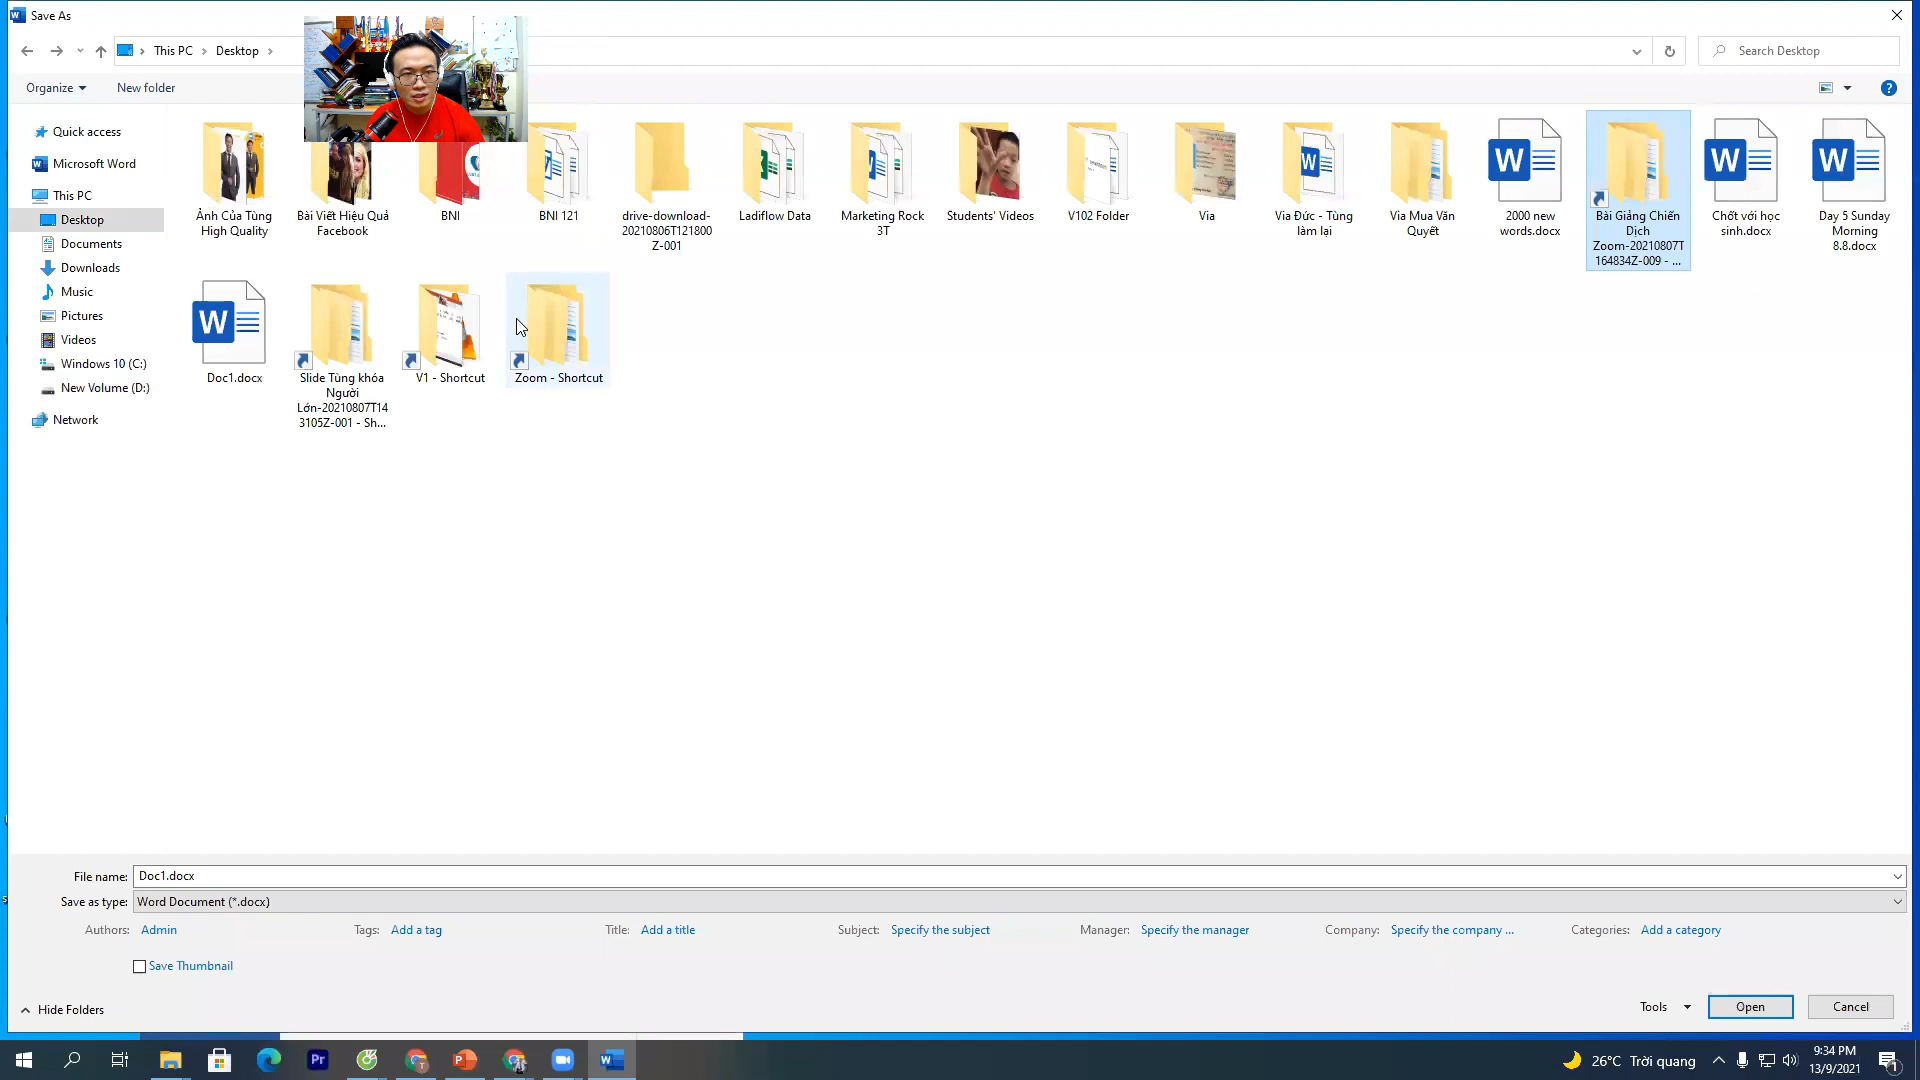 Save As
This PC
Desktop
Search Desktop
Organize
New folder
Quick access
Microsoft Word
This PC
Desktop
Documents
Downloads
Music
Pictures
Videos
Windows 10 (C:)
New Volume (D:)
Network
Ảnh Của Tùng
High Quality
Bài Viết Hiệu Quả
Facebook
BNI
BNI 121
drive-download-
20210806T121800
Z-001
Ladiflow Data
Marketing Rock
3T
Students' Videos
V102 Folder
Via
Via Đức - Tùng
làm lại
Via Mua Văn
Quyết
2000 new
words.docx
Bài Giảng Chiến
Dịch
Zoom-20210807T
164834Z-009 - ...
Chốt với học
sinh.docx
Day 5 Sunday
Morning
8.8.docx
Doc1.docx
Slide Tùng khóa
Người
Lớn-20210807T14
3105Z-001 - Sh...
V1 - Shortcut
Zoom - Shortcut
File name: Doc1.docx
Save as type: Word Document (*.docx)
Authors: Admin
Tags: Add a tag
Title: Add a title
Subject: Specify the subject
Manager: Specify the manager
Company: Specify the company ...
Categories: Add a category
Save Thumbnail
Hide Folders
Tools
Open
Cancel
26°C Trời quang
9:34 PM
13/9/2021
1